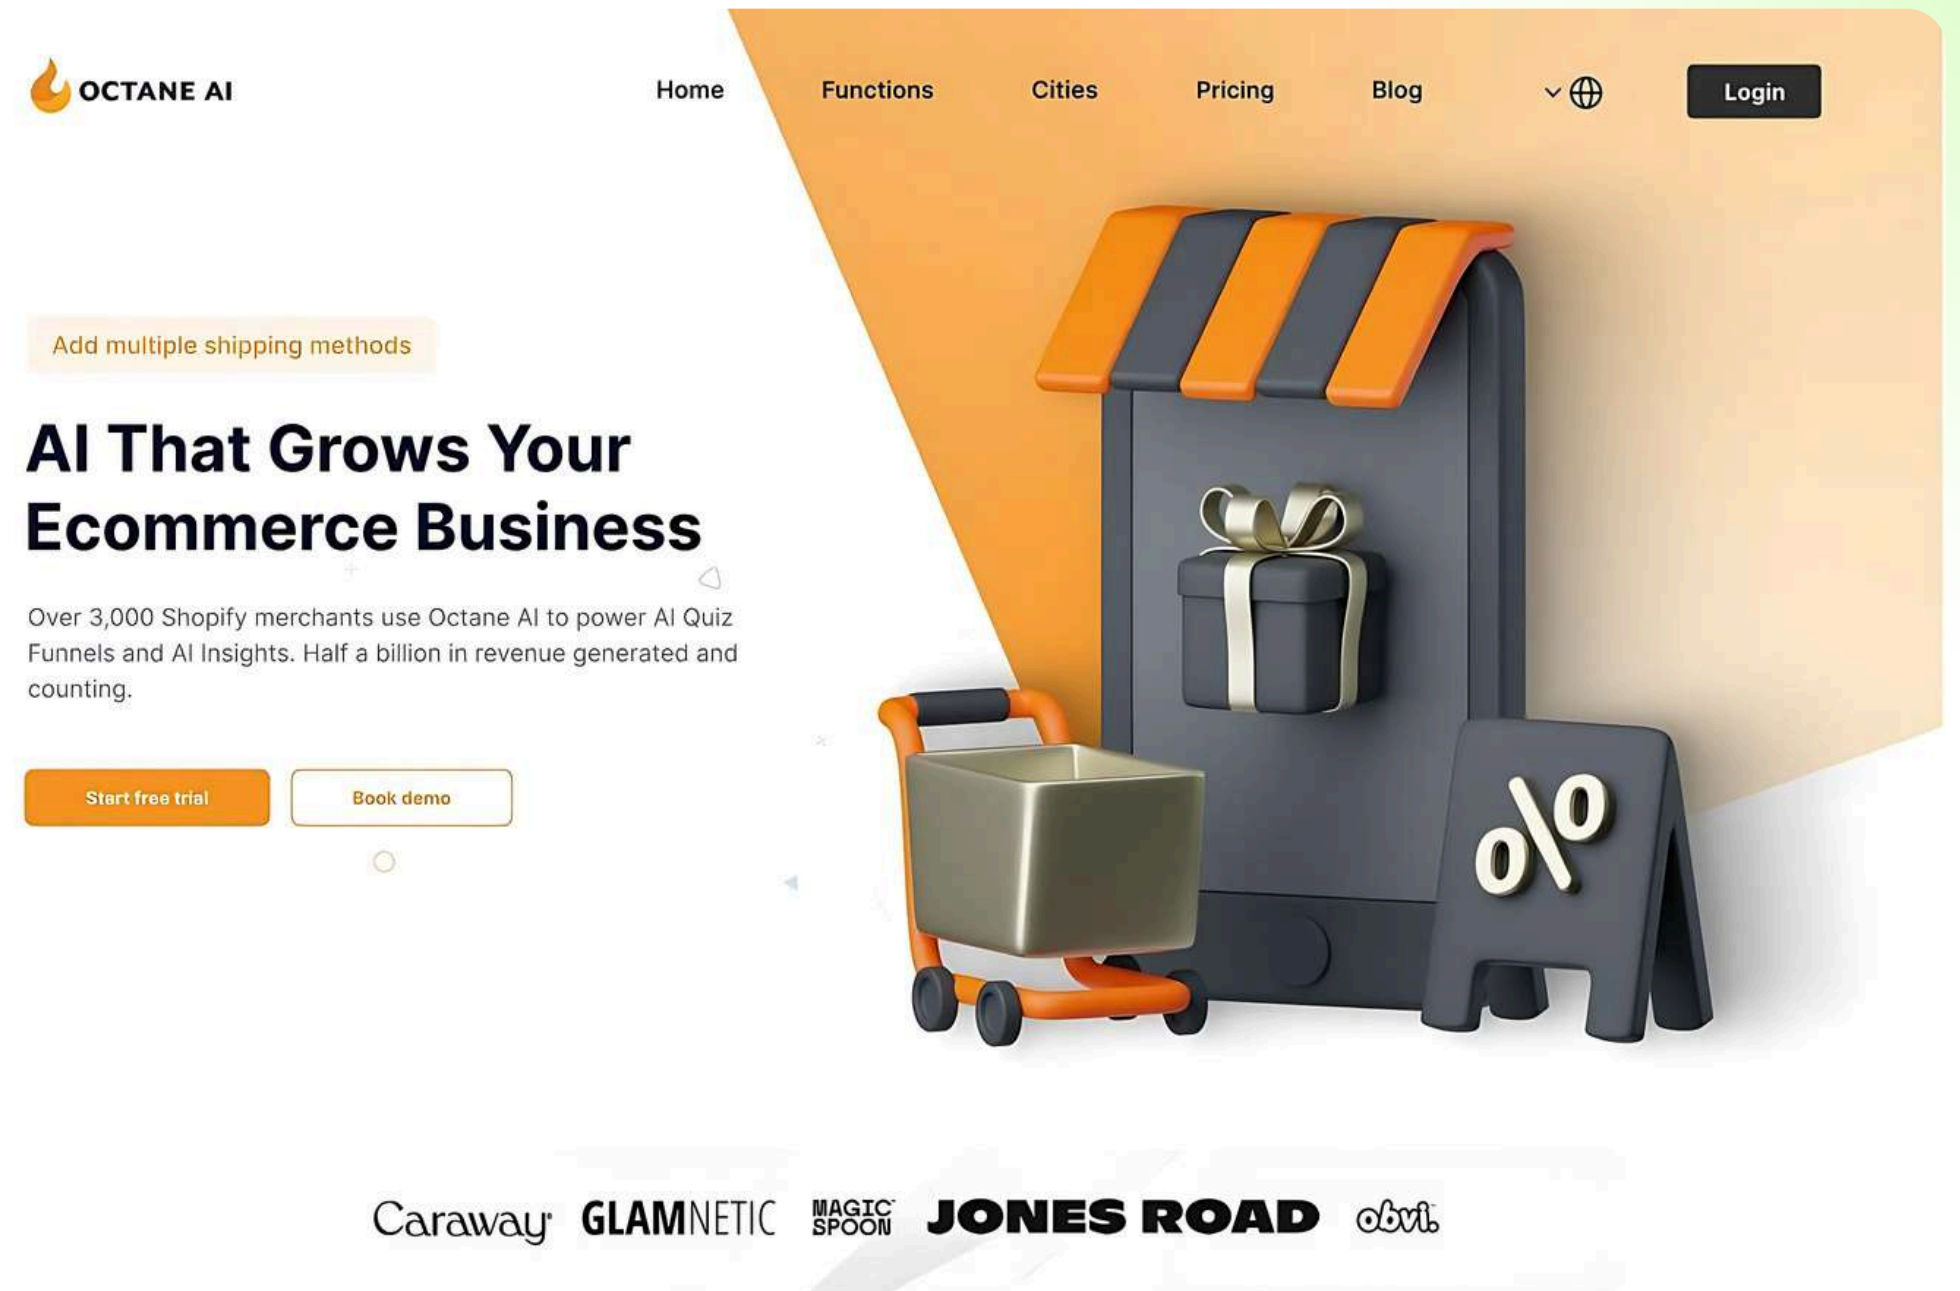 OCTANE AI
Home
Functions
Cities
Pricing
Blog
Login
Add multiple shipping methods
AI That Grows Your
Ecommerce Business
Over 3,000 Shopify merchants use Octane AI to power AI Quiz
Funnels and AI Insights. Half a billion in revenue generated and
counting.
Start free trial
Book demo
%
Caraway
GLAMNETIC
MAGIC
SPOON
JONES ROAD
obvi.